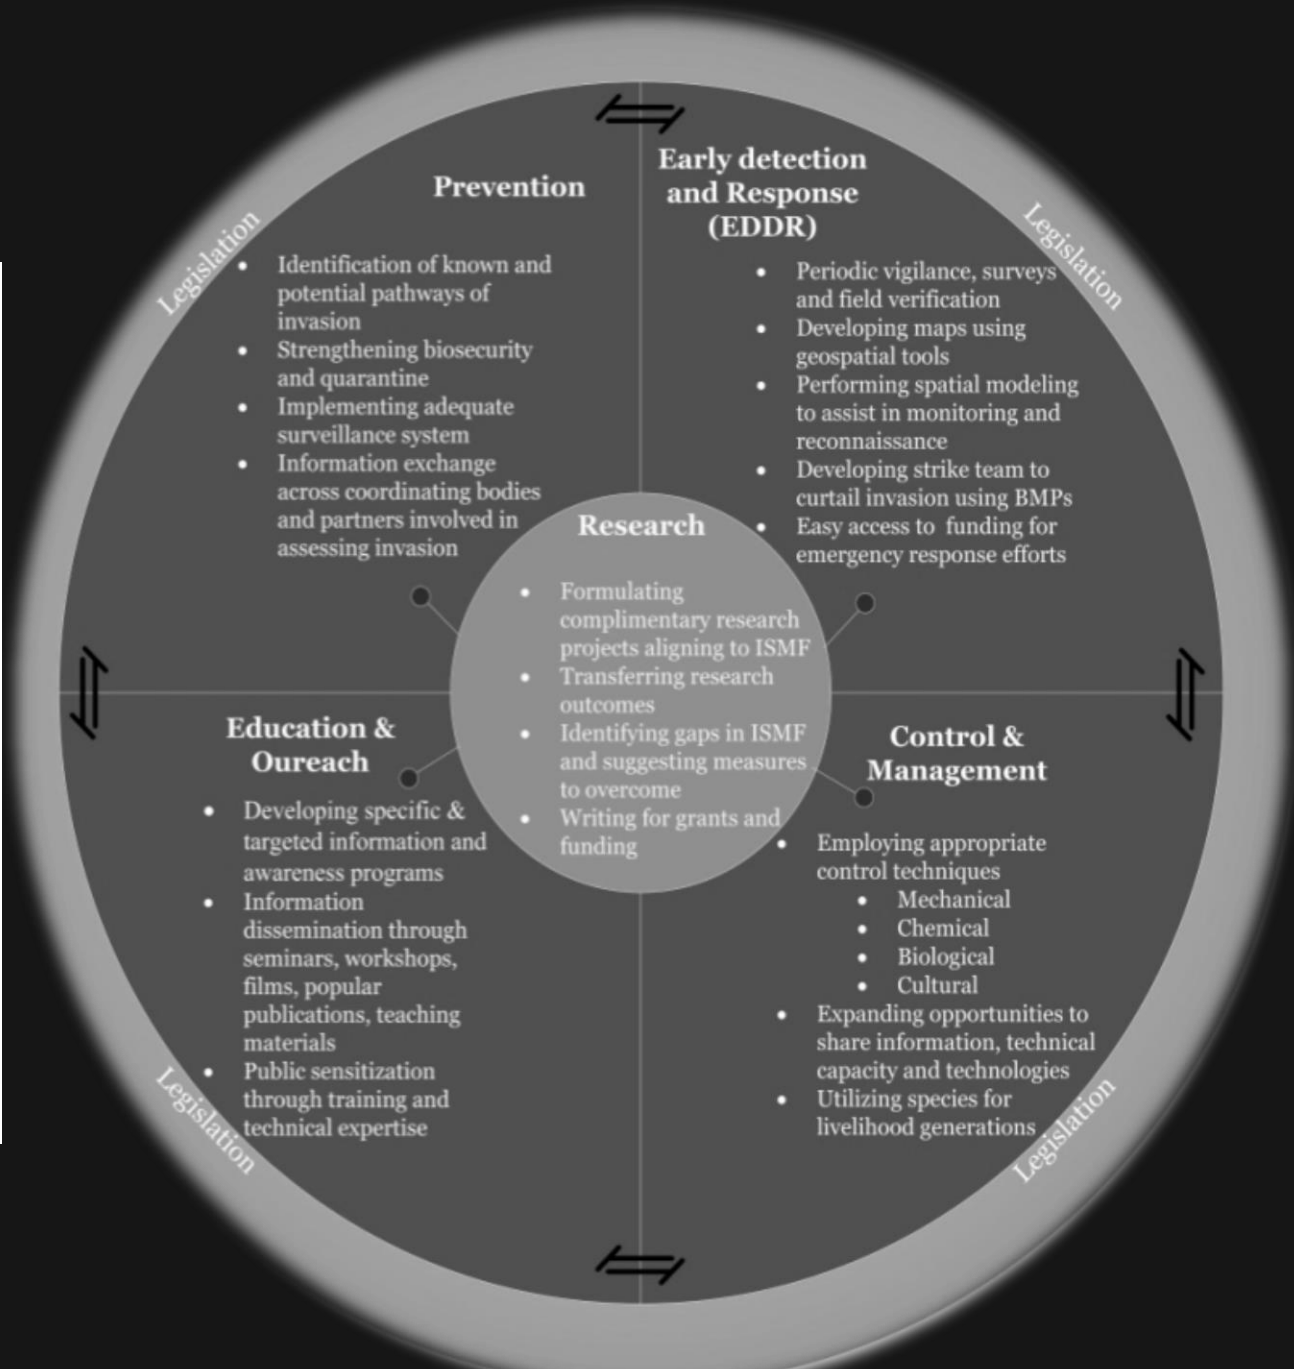 Legislation
Prevention
Identification of known and
potential pathways of
invasion
Strengthening biosecurity
and quarantine
Implementing adequate
surveillance system
Information exchange
across coordinating bodies
and partners involved in
assessing invasion
Early detection
and Response
(EDDR)
Legislation
Periodic vigilance, surveys
and field verification
Developing maps using
geospatial tools
Performing spatial modeling
to assist in monitoring and
reconnaissance
Developing strike team to
curtail invasion using BMPs
Easy access to funding for
emergency response efforts
Research
Formulating
complimentary research
projects aligning to ISMF
Transferring research
outcomes
Identifying gaps in ISMF
and suggesting measures
to overcome
Writing for grants and
funding
Education &
Oureach
Developing specific &
targeted information and
awareness programs
Information
dissemination through
seminars, workshops,
films, popular
publications, teaching
materials
Public sensitization
through training and
technical expertise
Legislation
Control &
Management
Employing appropriate
control techniques
Mechanical
Chemical
Biological
Cultural
Expanding opportunities to
share information, technical
capacity and technologies
Utilizing species for
livelihood generations
Legislation